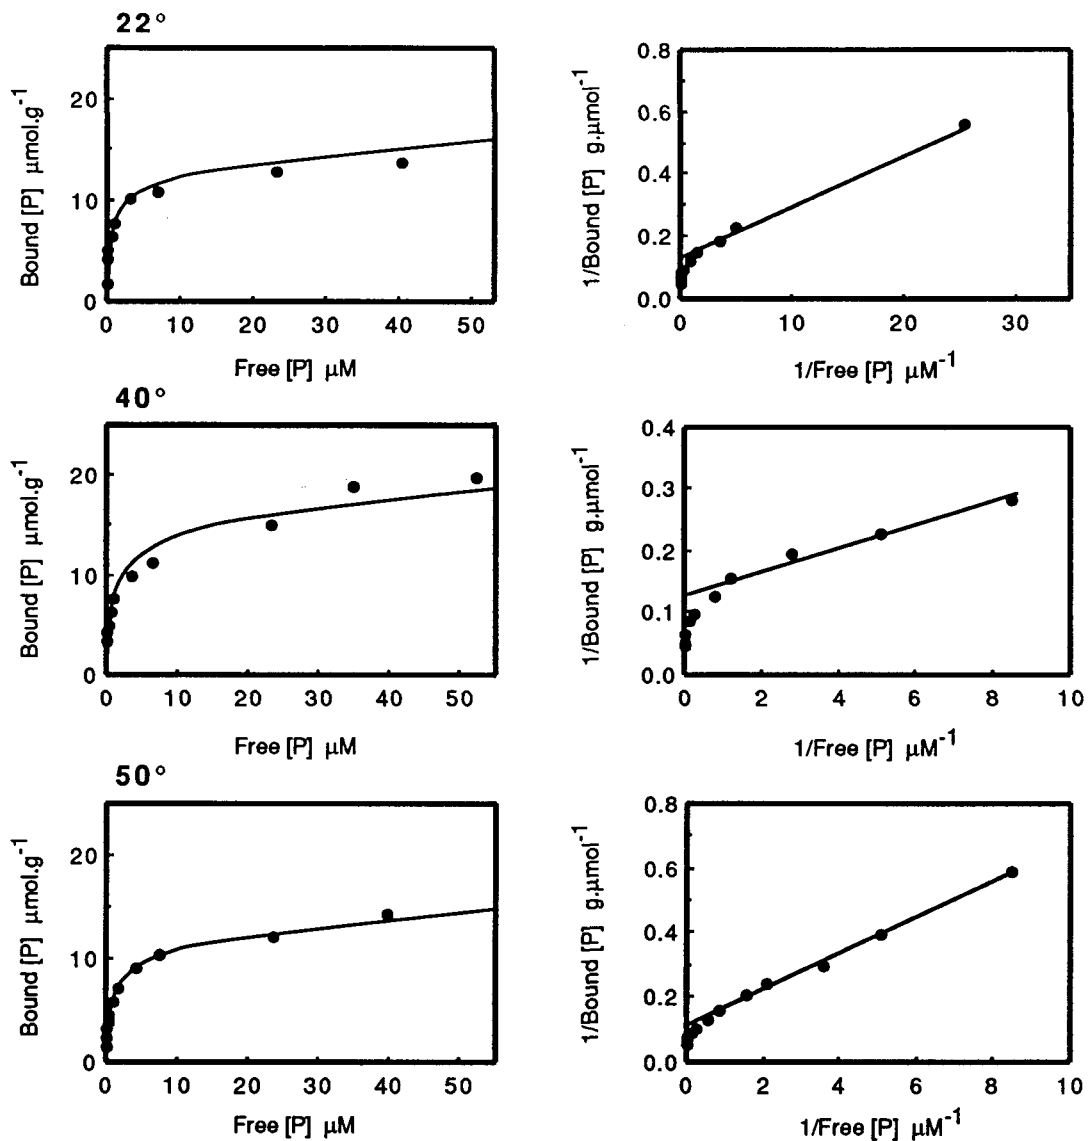 22°
Bound [P] μmol.g⁻¹
20
10
0
0 10 20 30 40 50
Free [P] μM
1/Bound [P] g.μmol⁻¹
0.8
0.6
0.4
0.2
0.0
0 10 20 30
1/Free [P] μM⁻¹
40°
Bound [P] μmol.g⁻¹
20
10
0
0 10 20 30 40 50
Free [P] μM
1/Bound [P] g.μmol⁻¹
0.4
0.3
0.2
0.1
0.0
0 2 4 6 8 10
1/Free [P] μM⁻¹
50°
Bound [P] μmol.g⁻¹
20
10
0
0 10 20 30 40 50
Free [P] μM
1/Bound [P] g.μmol⁻¹
0.8
0.6
0.4
0.2
0.0
0 2 4 6 8 10
1/Free [P] μM⁻¹